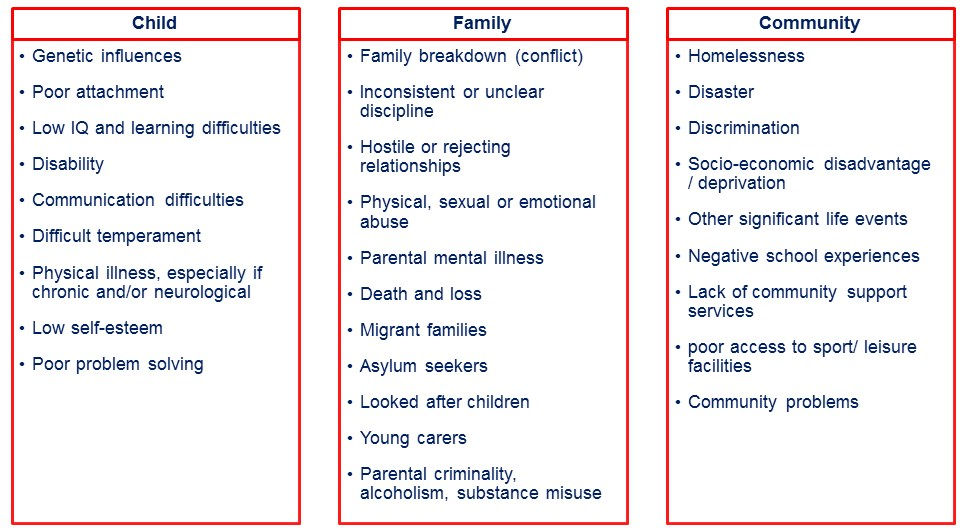 Child
• Genetic influences
• Poor attachment
• Low IQ and learning difficulties
• Disability
• Communication difficulties
• Difficult temperament
• Physical illness, especially if
chronic and/or neurological
• Low self-esteem
• Poor problem solving
Family
• Family breakdown (conflict)
• Inconsistent or unclear
discipline
• Hostile or rejecting
relationships
• Physical, sexual or emotional
abuse
• Parental mental illness
• Death and loss
• Migrant families
• Asylum seekers
• Looked after children
• Young carers
• Parental criminality,
alcoholism, substance misuse
Community
• Homelessness
• Disaster
• Discrimination
• Socio-economic disadvantage
/ deprivation
• Other significant life events
• Negative school experiences
• Lack of community support
services
• poor access to sport/ leisure
facilities
• Community problems